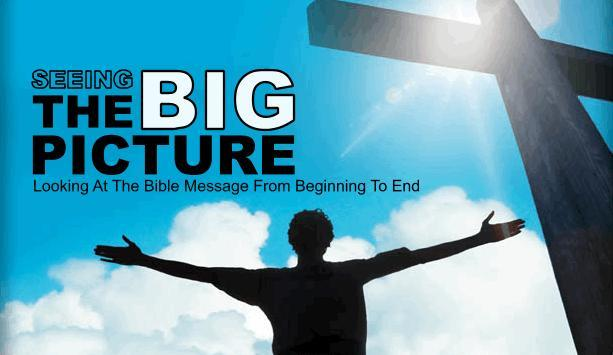 SEEING
THE BIG
PICTURE
Looking At The Bible Message From Beginning To End